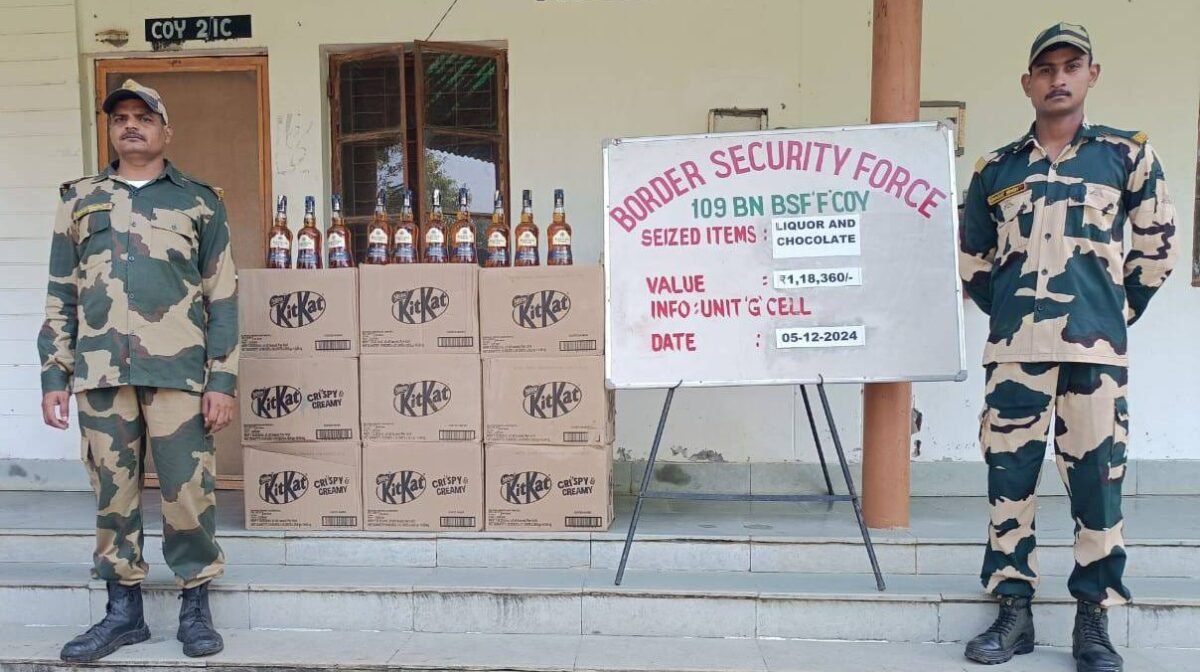 COY 2/IC
BORDER SECURITY FORCE
109 BN BSF 'F' COY
SEIZED ITEMS : LIQUOR AND
CHOCOLATE
VALUE : ₹1,18,360/-
INFO : UNIT 'G' CELL
DATE : 05-12-2024
KitKat
KitKat
KitKat
KitKat CRISPY & CREAMY
KitKat
KitKat
KitKat CRISPY & CREAMY
KitKat CRISPY & CREAMY
KitKat CRISPY & CREAMY